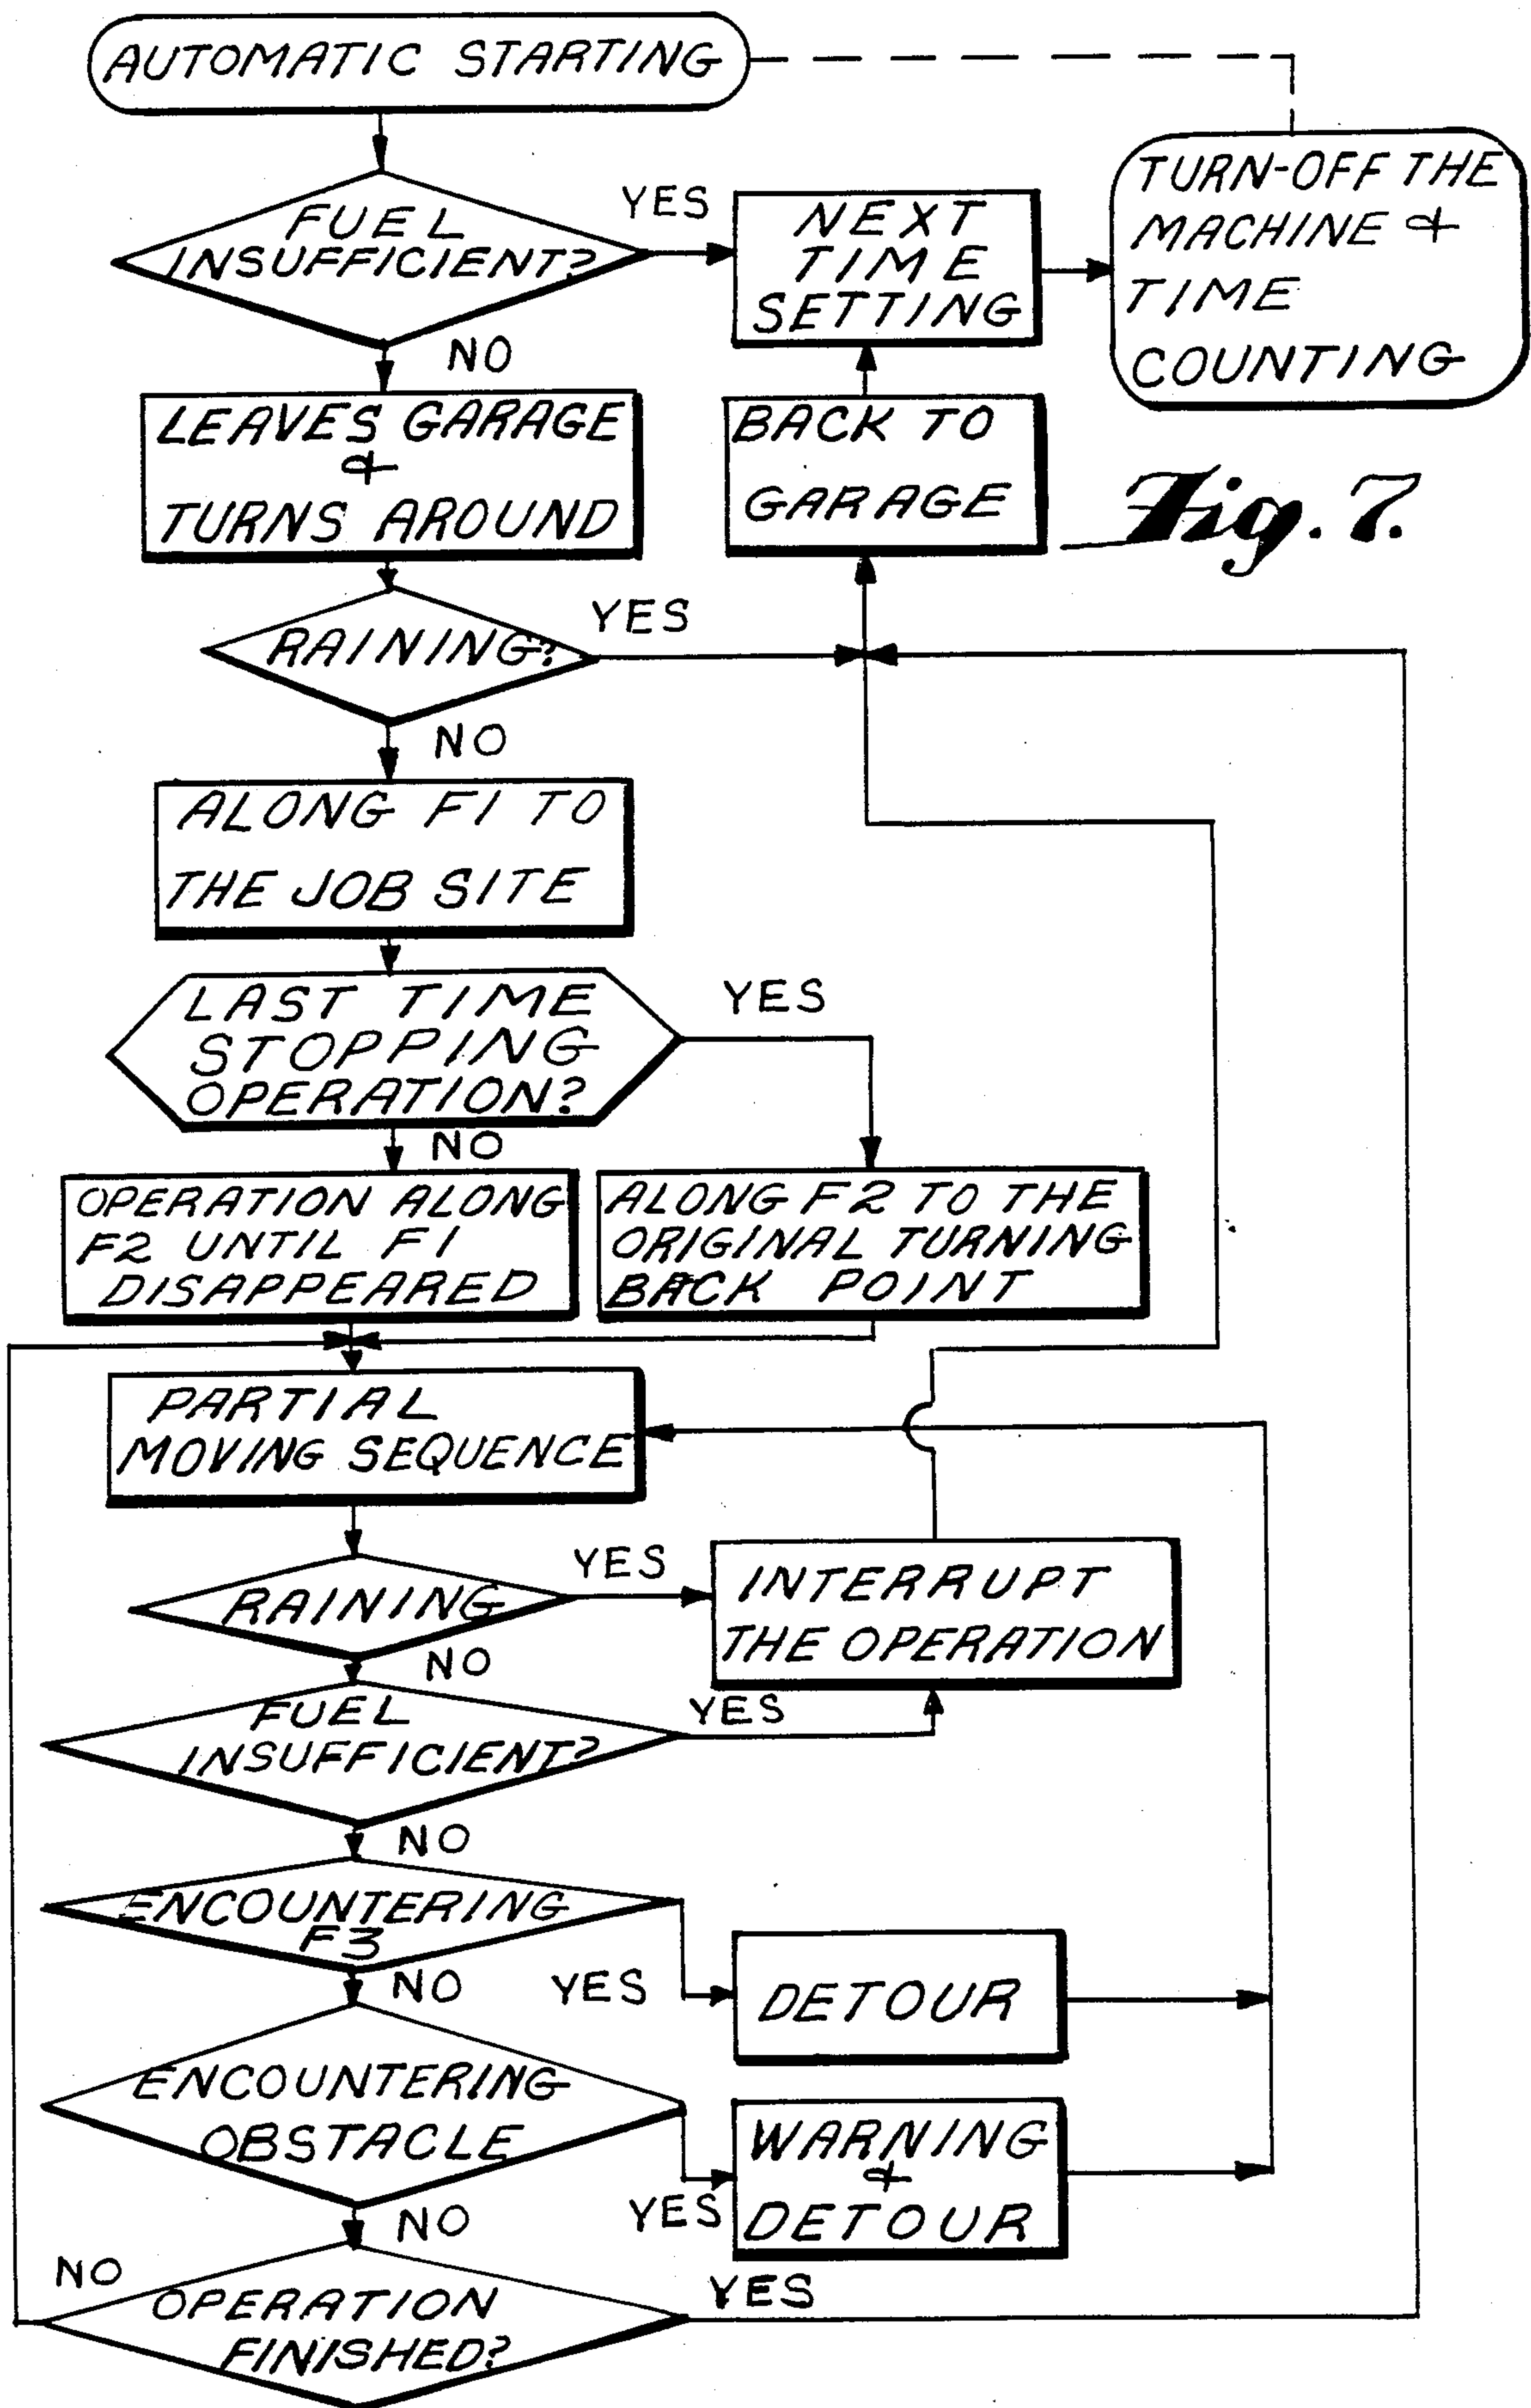 AUTOMATIC STARTING
FUEL
INSUFFICIENT?
YES
NEXT
TIME
SETTING
TURN-OFF THE
MACHINE &
TIME
COUNTING
NO
LEAVES GARAGE
&
TURNS AROUND
BACK TO
GARAGE
Fig. 7.
RAINING?
YES
NO
ALONG F1 TO
THE JOB SITE
LAST TIME
STOPPING
OPERATION?
YES
NO
OPERATION ALONG
F2 UNTIL F1
DISAPPEARED
ALONG F2 TO THE
ORIGINAL TURNING
BACK POINT
PARTIAL
MOVING SEQUENCE
RAINING
YES
INTERRUPT
THE OPERATION
NO
FUEL
INSUFFICIENT?
YES
NO
ENCOUNTERING
F3
NO
YES
DETOUR
ENCOUNTERING
OBSTACLE
YES
WARNING
&
DETOUR
NO
NO
OPERATION
FINISHED?
YES